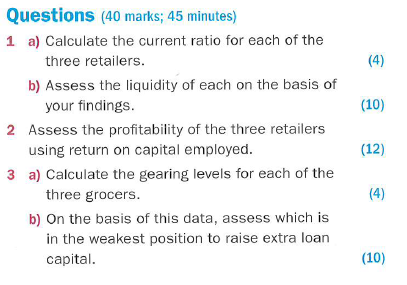 Questions (40 marks; 45 minutes)
1 a) Calculate the current ratio for each of the
three retailers. (4)
b) Assess the liquidity of each on the basis of
your findings. (10)
2 Assess the profitability of the three retailers
using return on capital employed. (12)
3 a) Calculate the gearing levels for each of the
three grocers. (4)
b) On the basis of this data, assess which is
in the weakest position to raise extra loan
capital. (10)